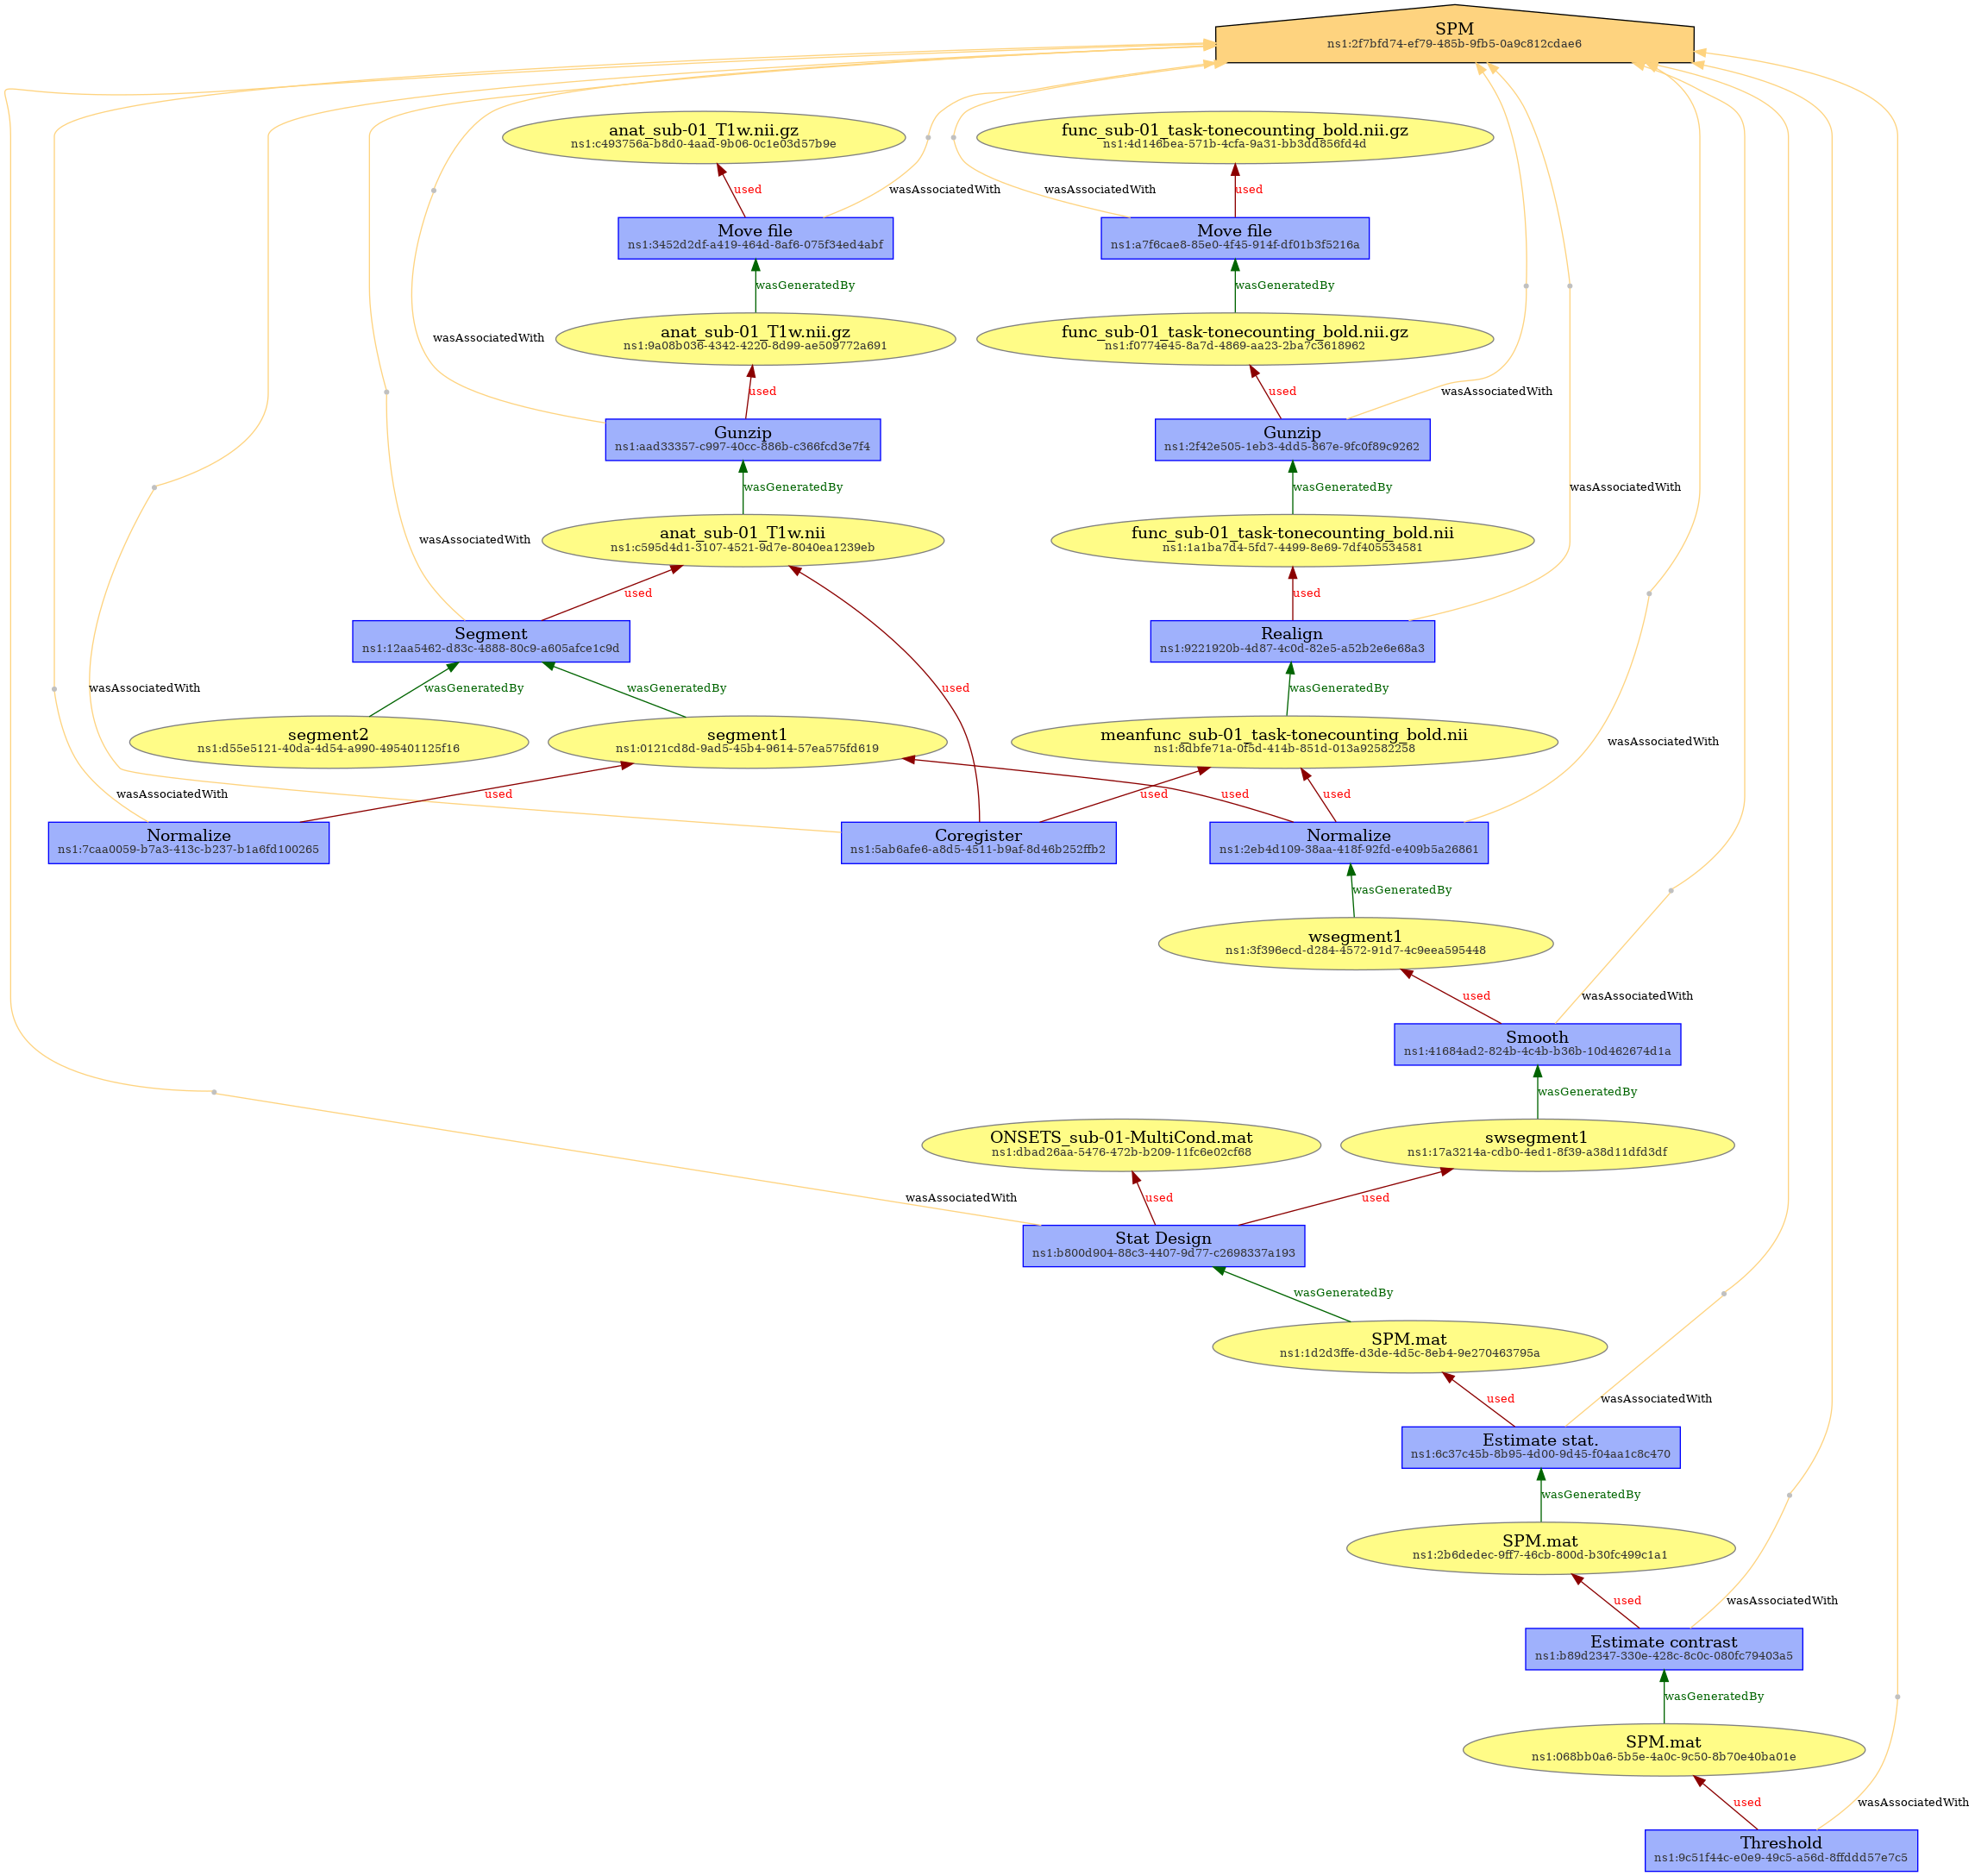 SPM
ns1:2f7bfd74-ef79-485b-9fb5-0a9c812cdae6
anat_sub-01_T1w.nii.gz
ns1:c493756a-b8d0-4aad-9b06-0c1e03d57b9e
func_sub-01_task-tonecounting_bold.nii.gz
ns1:4d146bea-571b-4cfa-9a31-bb3dd856fd4d
used
wasAssociatedWith
wasAssociatedWith
used
Move file
ns1:3452d2df-a419-464d-8af6-075f34ed4abf
Move file
ns1:a7f6cae8-85e0-4f45-914f-df01b3f5216a
wasGeneratedBy
wasGeneratedBy
anat_sub-01_T1w.nii.gz
ns1:9a08b036-4342-4220-8d99-ae509772a691
func_sub-01_task-tonecounting_bold.nii.gz
ns1:f0774e45-8a7d-4869-aa23-2ba7c3618962
wasAssociatedWith
used
used
wasAssociatedWith
Gunzip
ns1:aad33357-c997-40cc-886b-c366fcd3e7f4
Gunzip
ns1:2f42e505-1eb3-4dd5-867e-9fc0f89c9262
wasGeneratedBy
wasGeneratedBy
wasAssociatedWith
anat_sub-01_T1w.nii
ns1:c595d4d1-3107-4521-9d7e-8040ea1239eb
func_sub-01_task-tonecounting_bold.nii
ns1:1a1ba7d4-5fd7-4499-8e69-7df405534581
wasAssociatedWith
used
used
Segment
ns1:12aa5462-d83c-4888-80c9-a605afce1c9d
Realign
ns1:9221920b-4d87-4c0d-82e5-a52b2e6e68a3
wasAssociatedWith
wasGeneratedBy
wasGeneratedBy
used
wasGeneratedBy
segment2
ns1:d55e5121-40da-4d54-a990-495401125f16
segment1
ns1:0121cd8d-9ad5-45b4-9614-57ea575fd619
meanfunc_sub-01_task-tonecounting_bold.nii
ns1:8dbfe71a-0f5d-414b-851d-013a92582258
wasAssociatedWith
wasAssociatedWith
used
used
used
used
Normalize
ns1:7caa0059-b7a3-413c-b237-b1a6fd100265
Coregister
ns1:5ab6afe6-a8d5-4511-b9af-8d46b252ffb2
Normalize
ns1:2eb4d109-38aa-418f-92fd-e409b5a26861
wasGeneratedBy
wsegment1
ns1:3f396ecd-d284-4572-91d7-4c9eea595448
used
wasAssociatedWith
Smooth
ns1:41684ad2-824b-4c4b-b36b-10d462674d1a
wasGeneratedBy
ONSETS_sub-01-MultiCond.mat
ns1:dbad26aa-5476-472b-b209-11fc6e02cf68
swsegment1
ns1:17a3214a-cdb0-4ed1-8f39-a38d11dfd3df
wasAssociatedWith
used
used
Stat Design
ns1:b800d904-88c3-4407-9d77-c2698337a193
wasGeneratedBy
SPM.mat
ns1:1d2d3ffe-d3de-4d5c-8eb4-9e270463795a
used
wasAssociatedWith
Estimate stat.
ns1:6c37c45b-8b95-4d00-9d45-f04aa1c8c470
wasGeneratedBy
SPM.mat
ns1:2b6dedec-9ff7-46cb-800d-b30fc499c1a1
used
wasAssociatedWith
Estimate contrast
ns1:b89d2347-330e-428c-8c0c-080fc79403a5
wasGeneratedBy
SPM.mat
ns1:068bb0a6-5b5e-4a0c-9c50-8b70e40ba01e
used
wasAssociatedWith
Threshold
ns1:9c51f44c-e0e9-49c5-a56d-8ffddd57e7c5